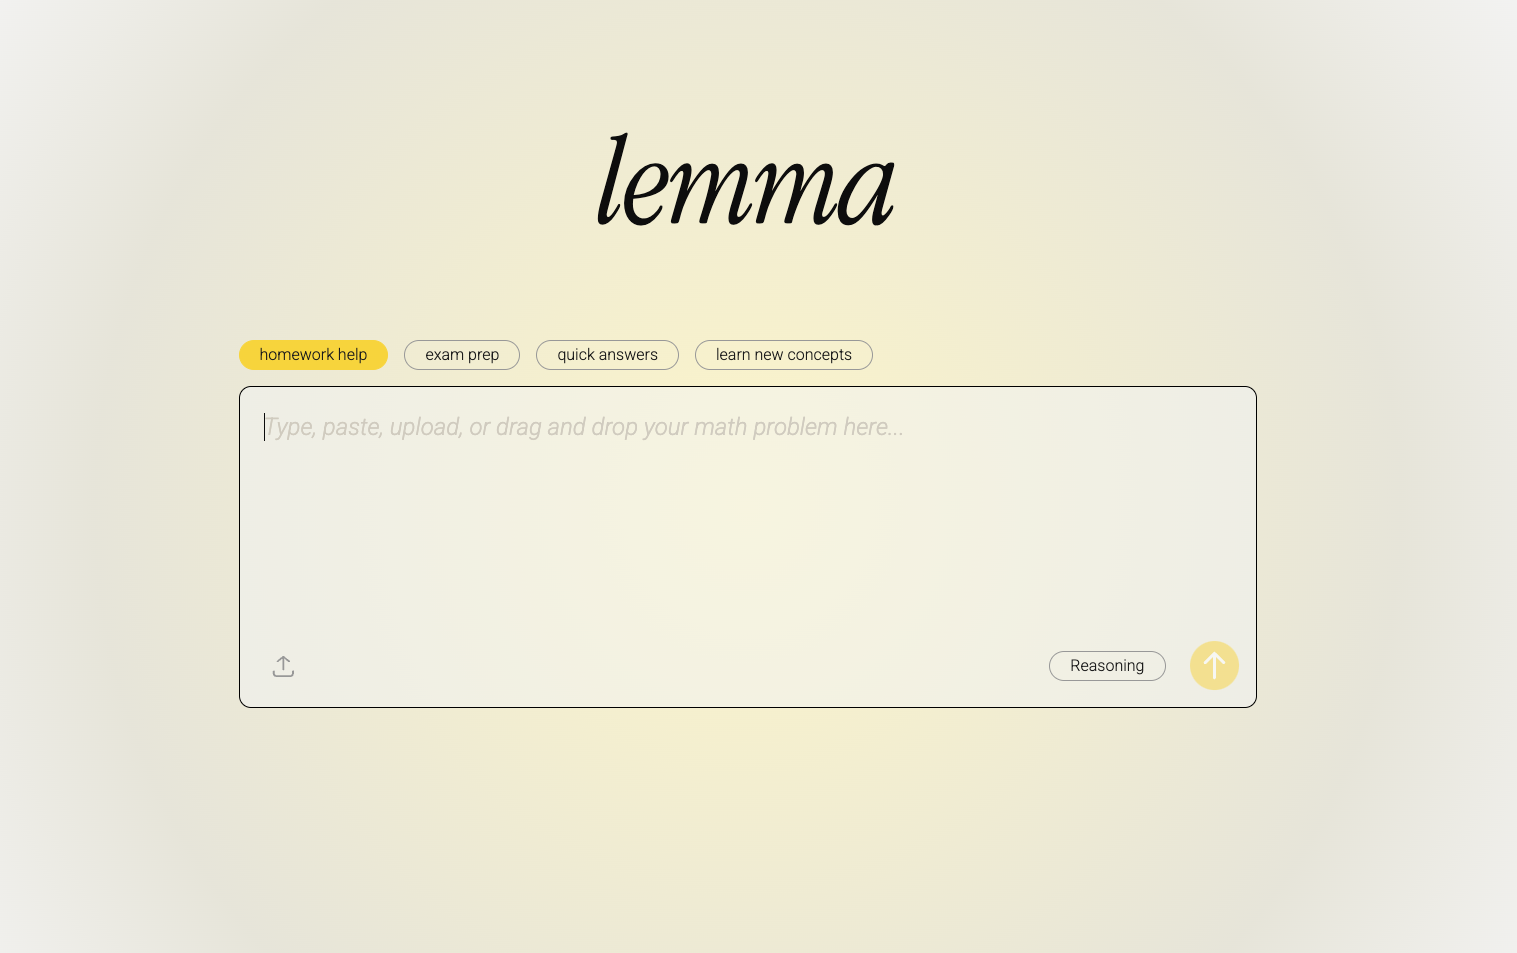 lemma
homework help exam prep quick answers learn new concepts
Type, paste, upload, or drag and drop your math problem here...
Reasoning